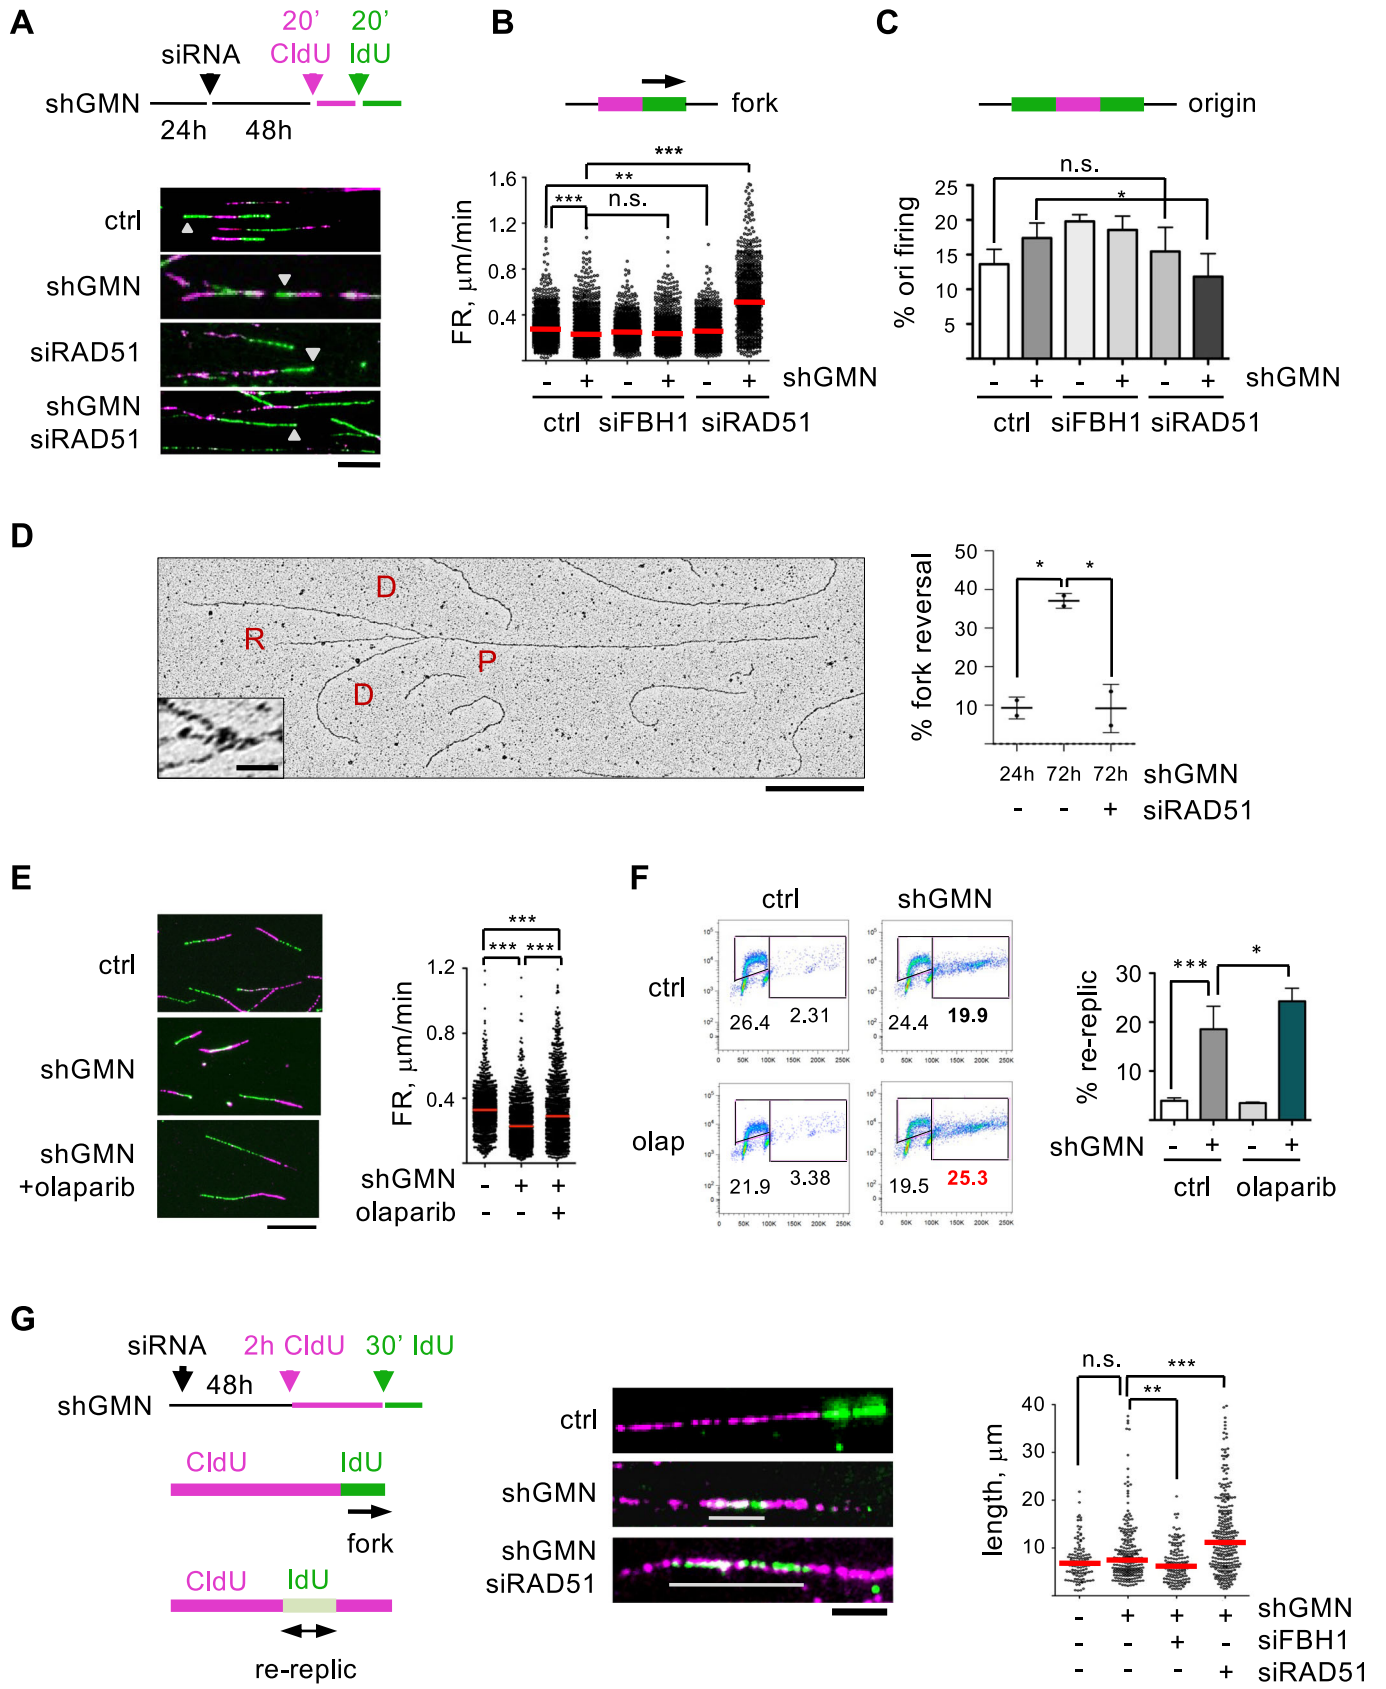 A
siRNA
20’ CldU
20’ IdU
shGMN
24h
48h
ctrl
shGMN
siRAD51
shGMN
siRAD51
B
fork
***
**
***
n.s.
FR, µm/min
1.6
1.2
0.8
0.4
- + - + - + shGMN
ctrl siFBH1 siRAD51
C
origin
n.s.
*
% ori firing
25
20
15
10
5
- + - + - + shGMN
ctrl siFBH1 siRAD51
D
D
R
P
D
% fork reversal
50
40
30
20
10
* *
24h 72h 72h shGMN
- - + siRAD51
E
ctrl
shGMN
shGMN
+olaparib
***
*** ***
FR, µm/min
1.2
0.8
0.4
shGMN - + +
olaparib - - +
F
ctrl shGMN
ctrl
26.4 2.31
24.4 19.9
olap
21.9 3.38
19.5 25.3
0 50K 100K 150K 200K 250K
% re-replic
30
20
10
*** *
shGMN - + - +
ctrl olaparib
G
siRNA 2h CldU 30’ IdU
48h
shGMN
CldU IdU
fork
CldU IdU
re-replic
ctrl
shGMN
shGMN
siRAD51
n.s. ***
**
length, µm
40
30
20
10
- + + + shGMN
- - + - siFBH1
- - - + siRAD51